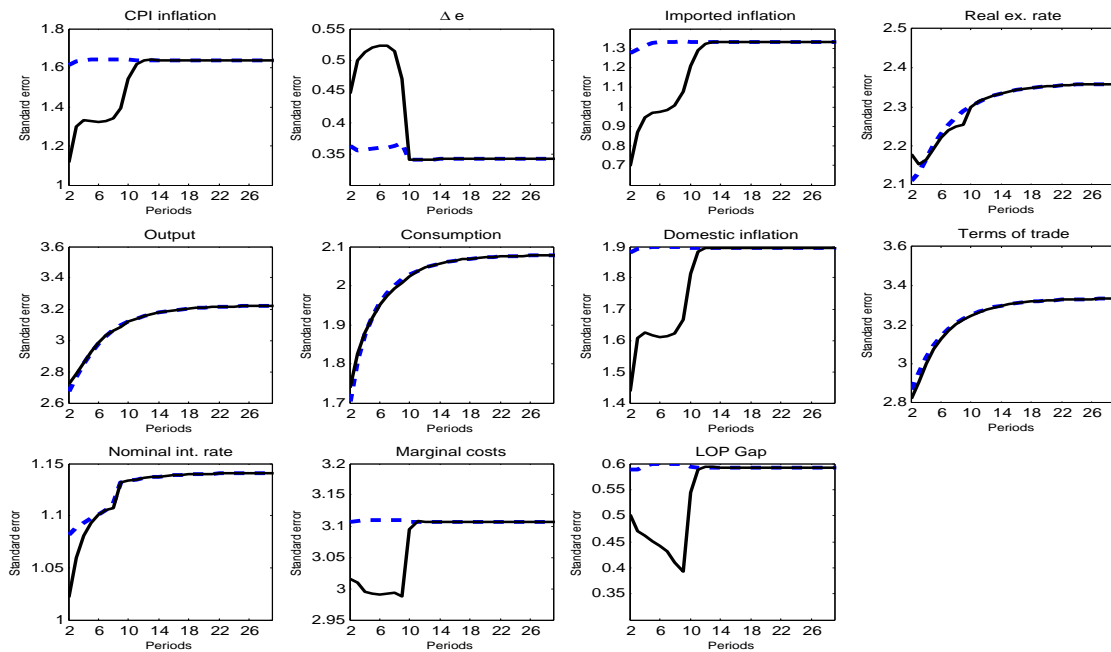 CPI inflation
1.8
1.6
1.4
1.2
1
Standard error
2 6 10 14 18 22 26
Periods
Δ e
0.55
0.5
0.45
0.35
Standard error
2 6 10 14 18 22 26
Periods
Imported inflation
1.3
1.2
1.1
1
0.9
0.8
0.7
Standard error
2 6 10 14 18 22 26
Periods
Real ex. rate
2.5
2.4
2.3
2.2
2.1
Standard error
2 6 10 14 18 22 26
Periods
Output
3.6
3.4
3.2
3
2.8
2.6
Standard error
2 6 10 14 18 22 26
Periods
Consumption
2.1
2
1.9
1.8
1.7
Standard error
2 6 10 14 18 22 26
Periods
Domestic inflation
1.9
1.8
1.7
1.6
1.5
1.4
Standard error
2 6 10 14 18 22 26
Periods
Terms of trade
3.6
3.4
3.2
3
2.8
Standard error
2 6 10 14 18 22 26
Periods
Nominal int. rate
1.15
1.1
1.05
1
Standard error
2 6 10 14 18 22 26
Periods
Marginal costs
3.2
3.15
3.1
3.05
3
2.95
Standard error
2 6 10 14 18 22 26
Periods
LOP Gap
0.6
0.55
0.5
0.45
0.4
0.35
Standard error
2 6 10 14 18 22 26
Periods